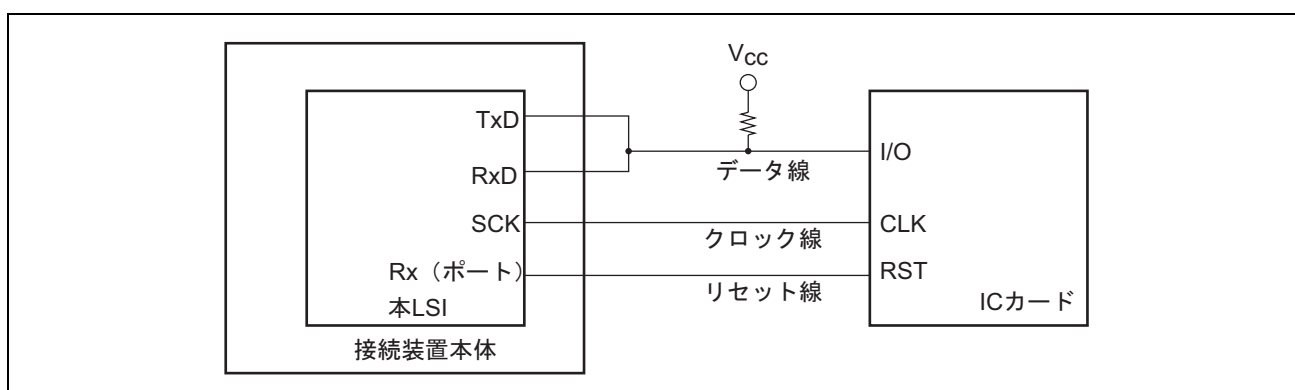 VCC
TxD
I/O
データ線
RxD
SCK
CLK
クロック線
Rx（ポート）
RST
リセット線
本LSI
ICカード
接続装置本体